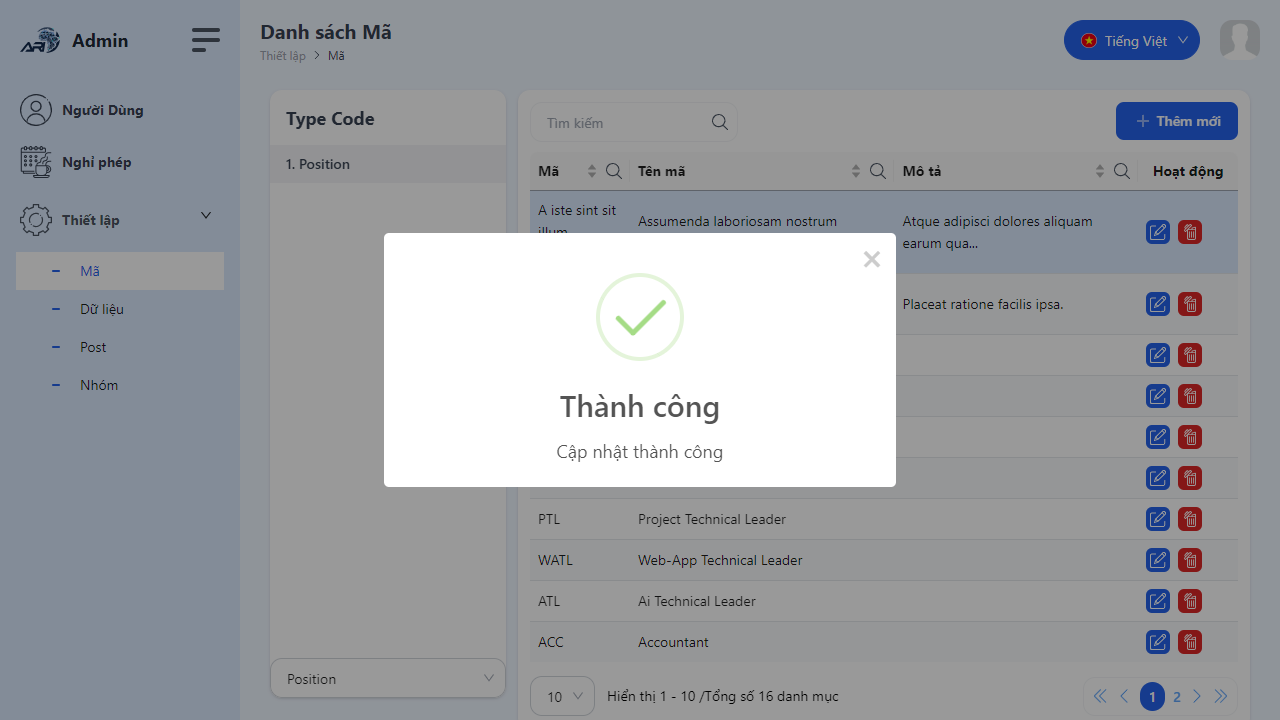 Admin
Danh sách Mã
Thiết lập > Mã
Tiếng Việt
Người Dùng
Nghỉ phép
Thiết lập
Mã
Dữ liệu
Post
Nhóm
Type Code
1. Position
Position
Tìm kiếm
Thêm mới
Mã Tên mã Mô tả Hoạt động
A iste sint sit
illum
Assumenda laboriosam nostrum
Atque adipisci dolores aliquam
earum qua...
Placeat ratione facilis ipsa.
Thành công
Cập nhật thành công
PTL Project Technical Leader
WATL Web-App Technical Leader
ATL Ai Technical Leader
ACC Accountant
10 Hiển thị 1 - 10 /Tổng số 16 danh mục
1 2